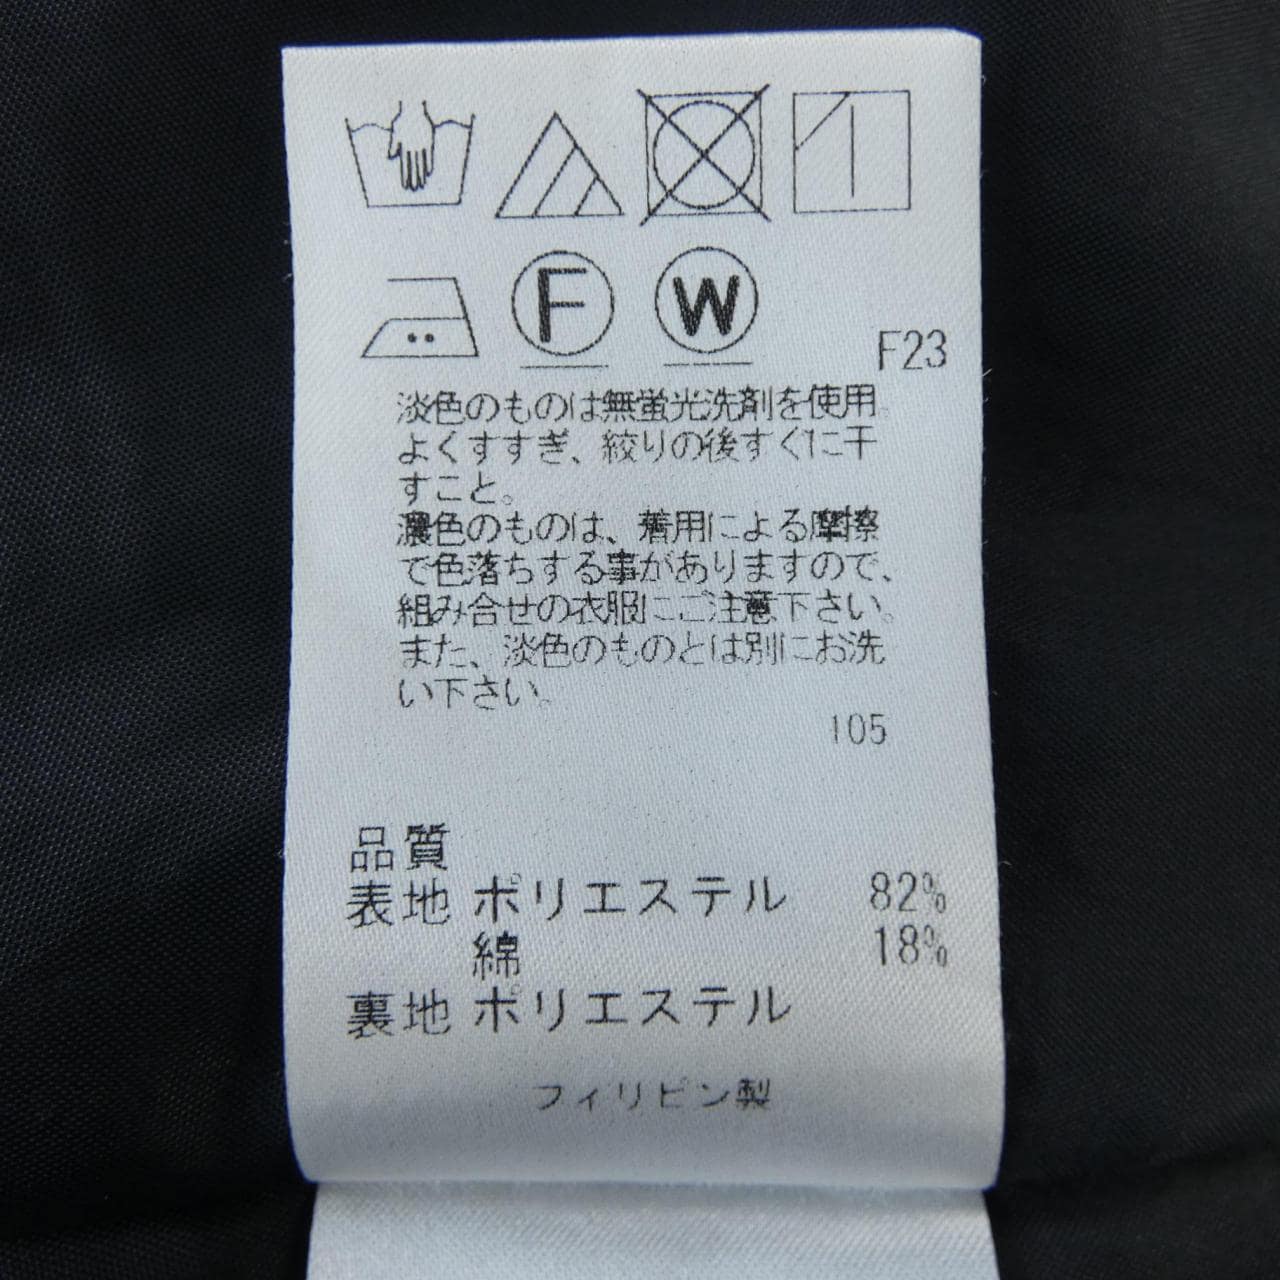 F
W
F23
淡色のものは無蛍光洗剤を使用。
よくすすぎ、絞りの後すぐに干
すこと。
濃色のものは、着用による摩擦
で色落ちする事がありますので、
組み合せの衣服にご注意下さい。
また、淡色のものとは別にお洗
い下さい。
105
品質
表地 ポリエステル 82%
綿 18%
裏地 ポリエステル
フィリピン製